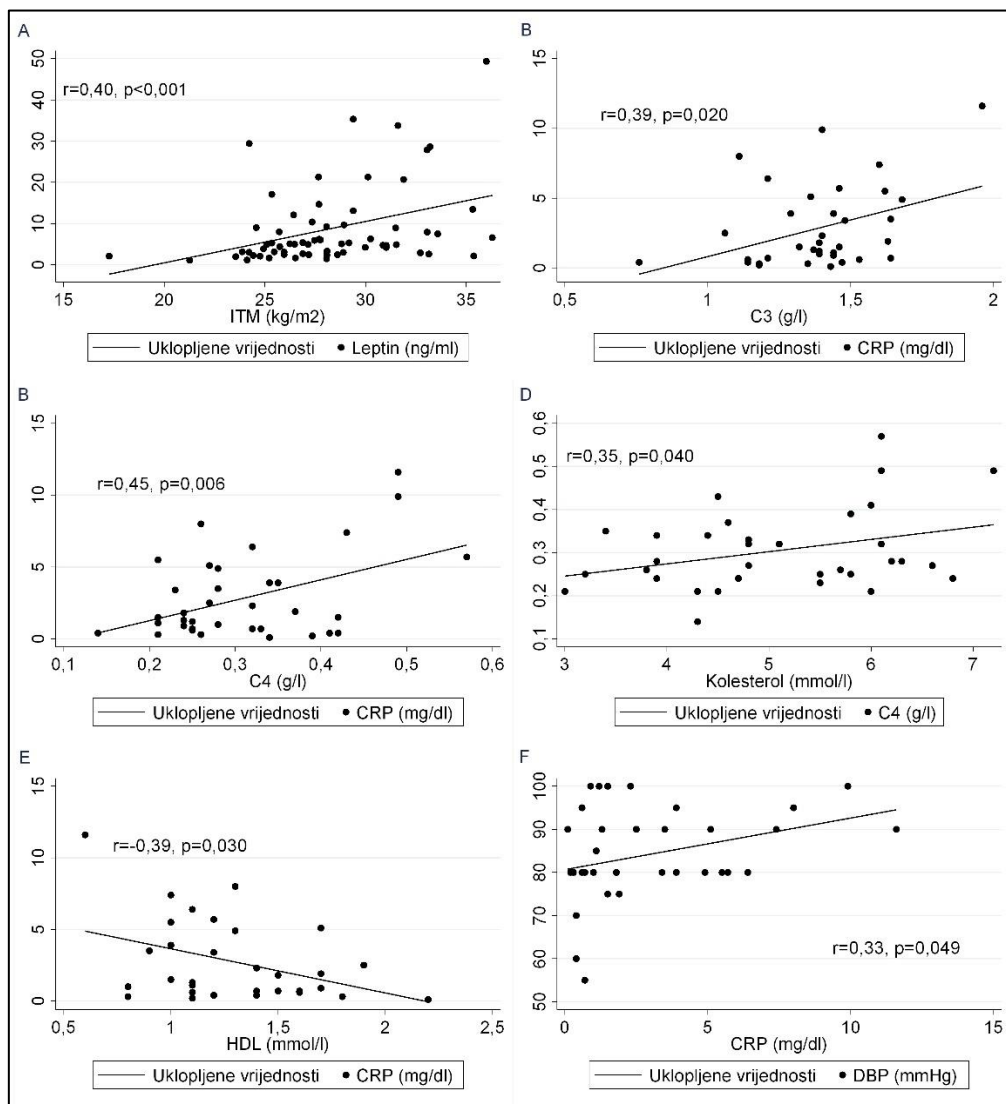 A
r=0,40, p<0,001
50
40
30
20
10
0
15 20 25 30 35
ITM (kg/m2)
Uklopljene vrijednosti Leptin (ng/ml)
B
r=0,39, p=0,020
15
10
5
0
0,5 1 1,5 2
C3 (g/l)
Uklopljene vrijednosti CRP (mg/dl)
B
r=0,45, p=0,006
15
10
5
0
0,1 0,2 0,3 0,4 0,5 0,6
C4 (g/l)
Uklopljene vrijednosti CRP (mg/dl)
D
r=0,35, p=0,040
0,6
0,5
0,4
0,3
0,2
0,1
3 4 5 6 7
Kolesterol (mmol/l)
Uklopljene vrijednosti C4 (g/l)
E
r=-0,39, p=0,030
15
10
5
0
0,5 1 1,5 2 2,5
HDL (mmol/l)
Uklopljene vrijednosti CRP (mg/dl)
F
100
90
80
70
60
50
r=0,33, p=0,049
0 5 10 15
CRP (mg/dl)
Uklopljene vrijednosti DBP (mmHg)